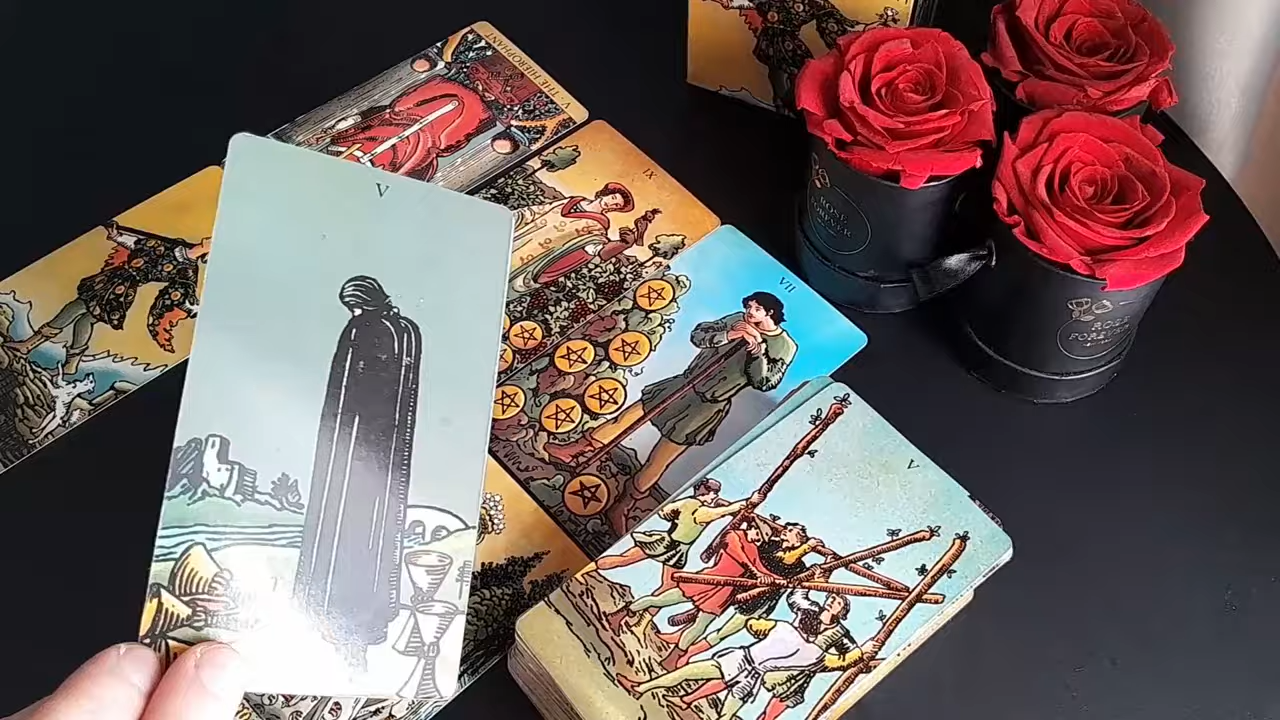 V · THE HIEROPHANT
V
IX
VII
V
ROSE
FOREVER
ROSE
FOREVER